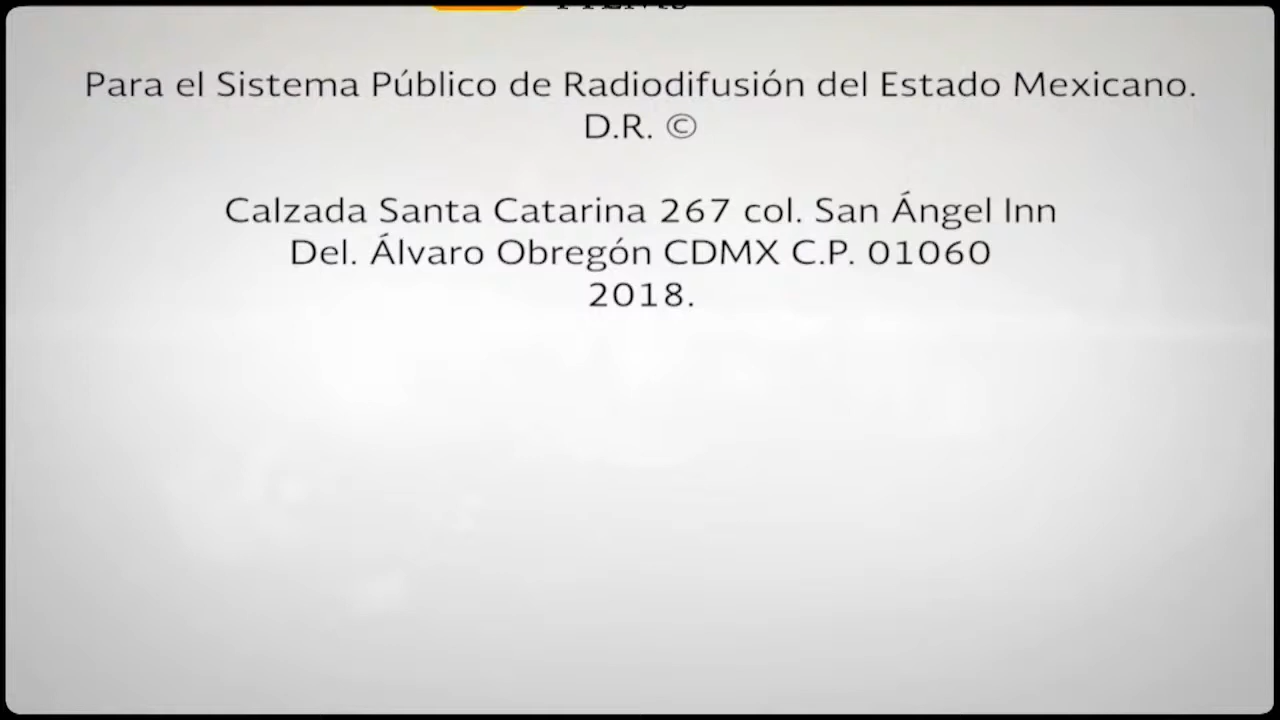 Para el Sistema Público de Radiodifusión del Estado Mexicano.
D.R. ©
Calzada Santa Catarina 267 col. San Ángel Inn
Del. Álvaro Obregón CDMX C.P. 01060
2018.